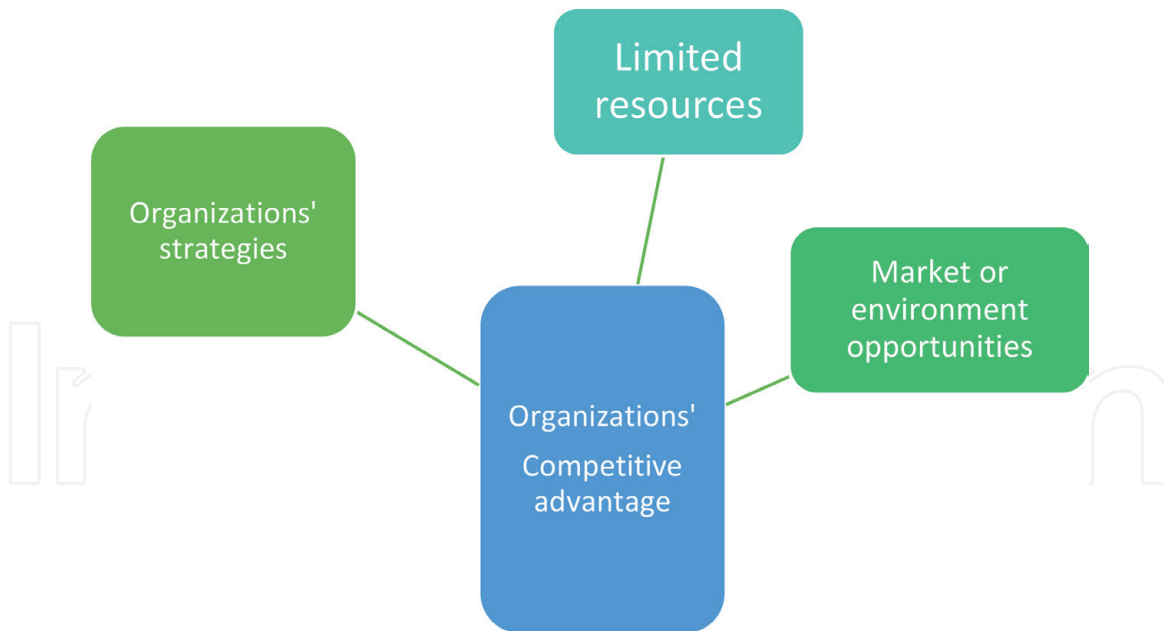 Limited
resources
Organizations'
strategies
Market or
environment
opportunities
Organizations'
Competitive
advantage